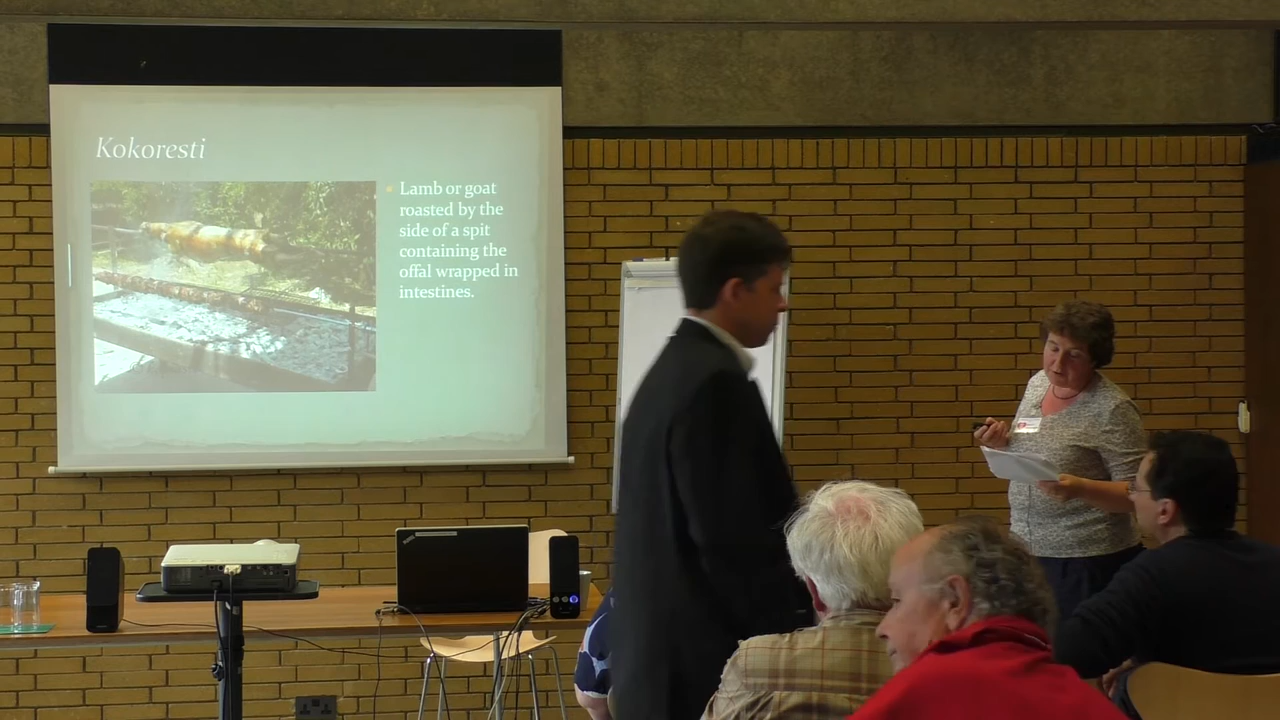 Kokoresti
Lamb or goat
roasted by the
side of a spit
containing the
offal wrapped in
intestines.